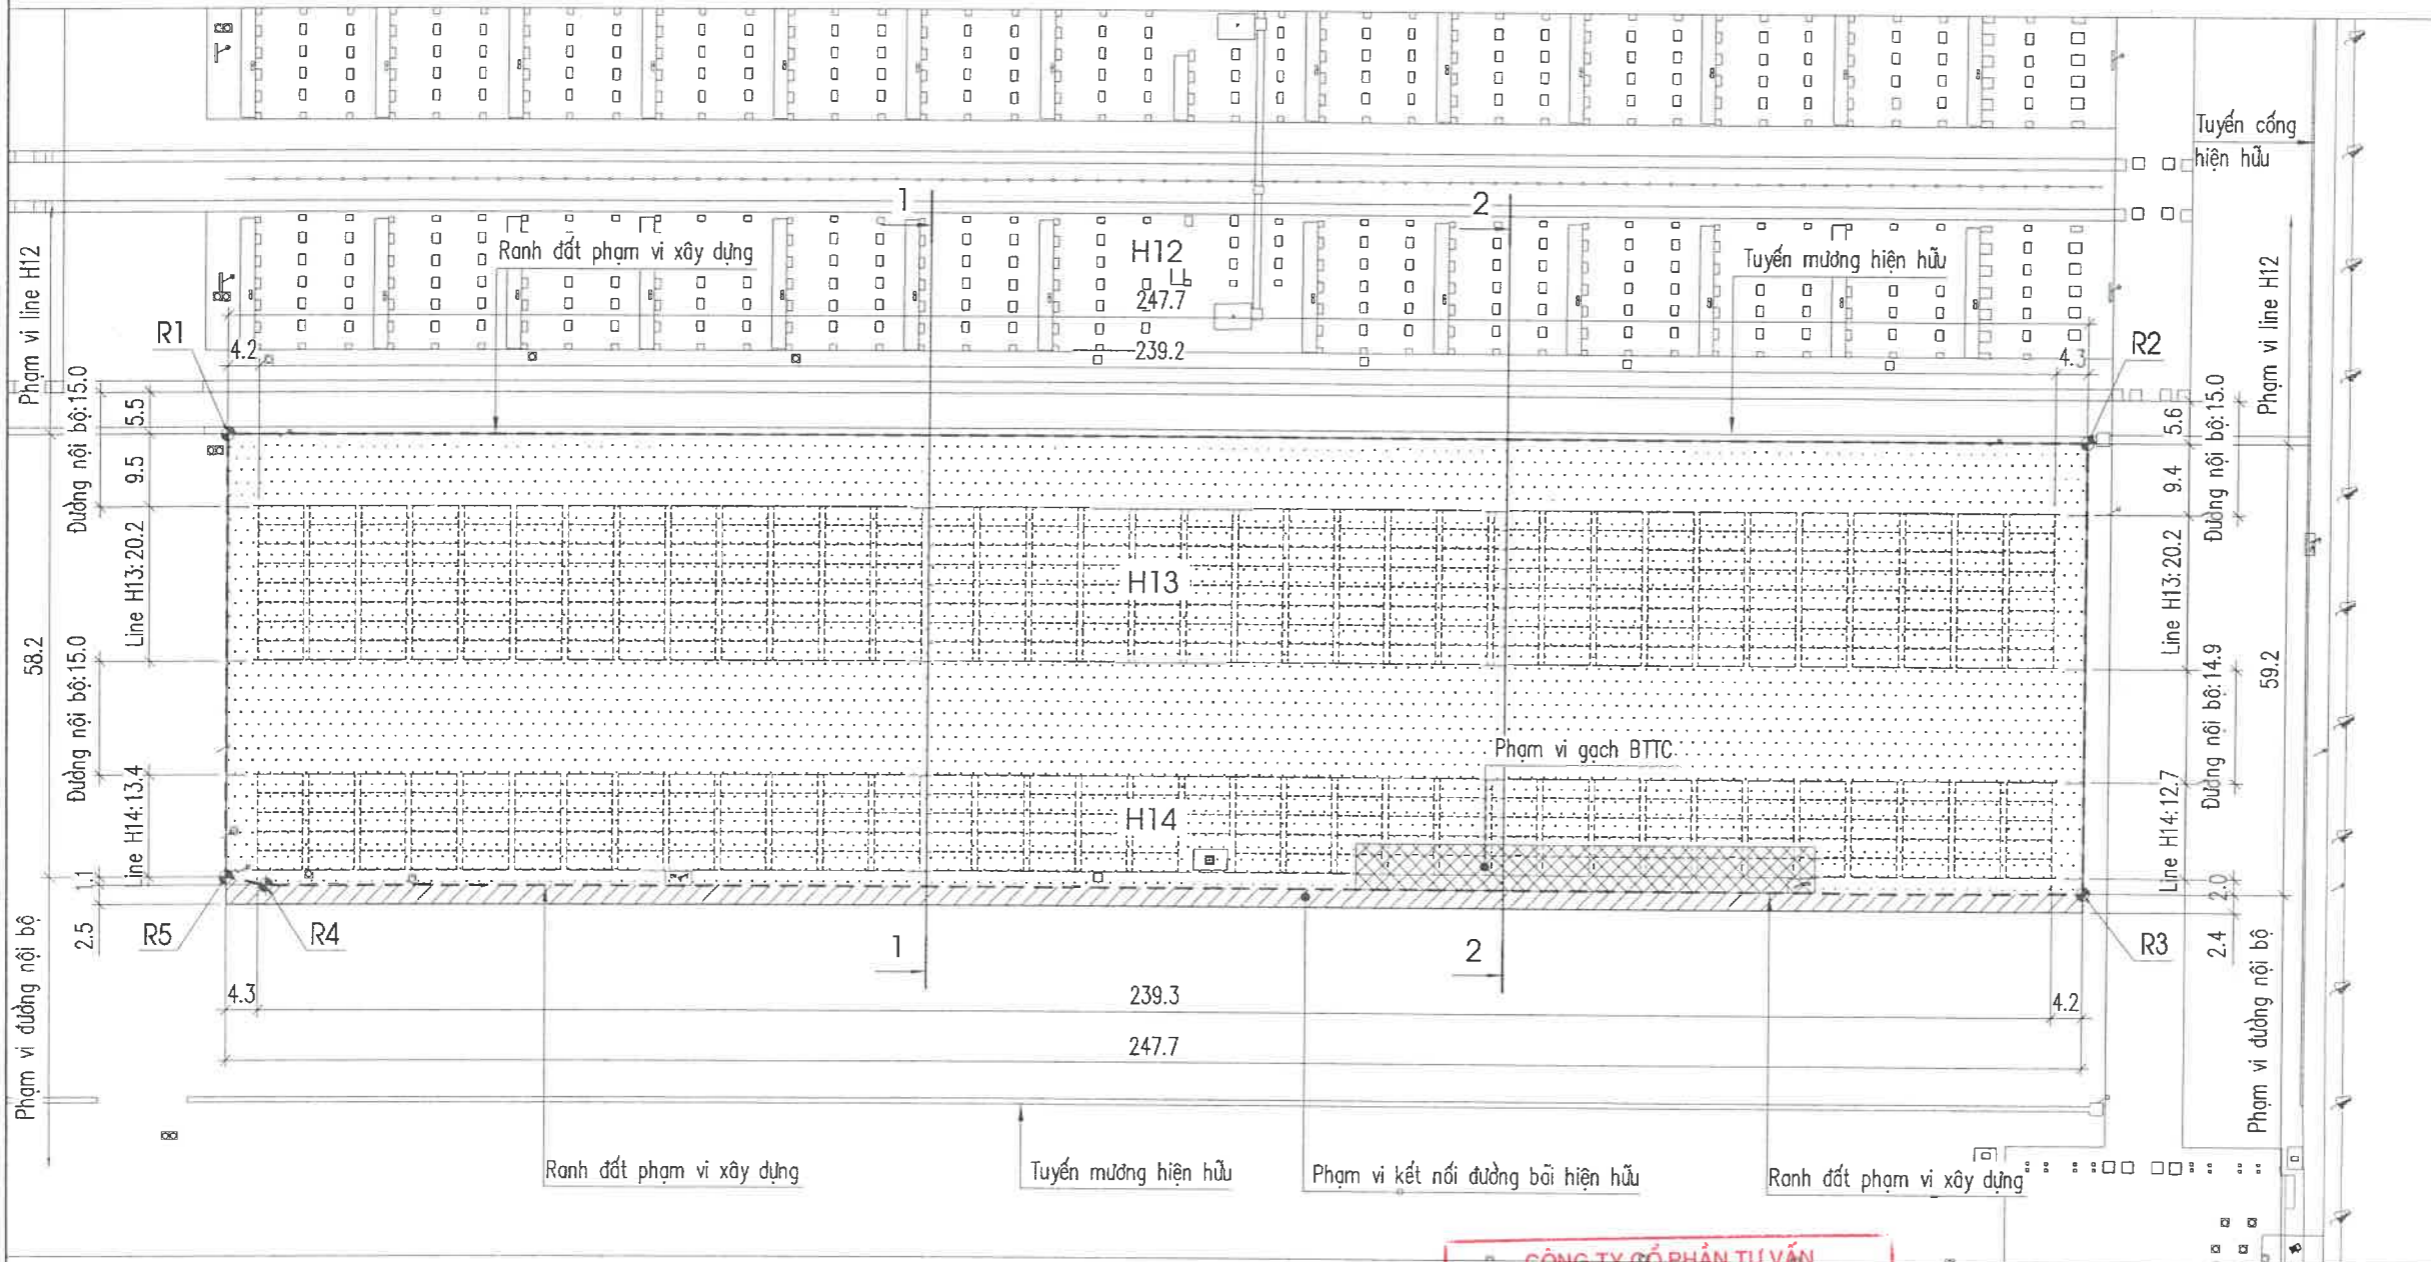 Tuyến cống
hiện hữu
1
2
Ranh đất phạm vi xây dựng
H12
Tuyến mương hiện hữu
247.7
Phạm vi line H12
Phạm vi line H12
R1
4.2
239.2
4.3
R2
Đường nội bộ:15.0
5.5
5.6
Đường nội bộ:15.0
9.5
9.4
Line H13:20.2
H13
Line H13:20.2
58.2
59.2
Đường nội bộ:15.0
Đường nội bộ:14.9
Phạm vi gạch BTTC
Line H14:13.4
H14
Line H14:12.7
1.1
2.0
2.5
R5
R4
1
2
R3
2.4
Phạm vi đường nội bộ
Phạm vi đường nội bộ
4.3
239.3
4.2
247.7
Ranh đất phạm vi xây dựng
Tuyến mương hiện hữu
Phạm vi kết nối đường bãi hiện hữu
Ranh đất phạm vi xây dựng
CÔNG TY CỔ PHẦN TƯ VẤN